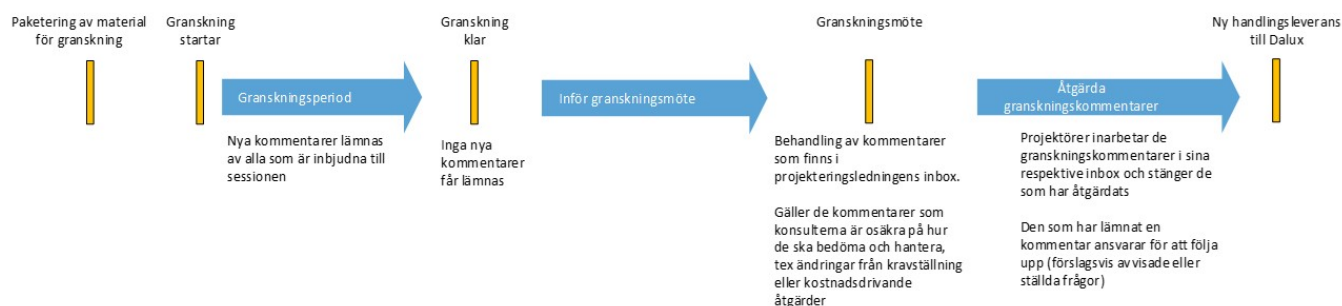 Paketering av material
för granskning
Granskning
startar
Granskningsperiod
Nya kommentarer lämnas
av alla som är inbjudna till
sessionen
Granskning
klar
Inga nya
kommentarer
får lämnas
Inför granskningsmöte
Granskningsmöte
Behandling av kommentarer
som finns i
projekteringsledningens inbox.
Gäller de kommentarer som
konsulterna är osäkra på hur
de ska bedöma och hantera,
tex ändringar från kravställning
eller kostnadsdrivande
åtgärder
Åtgärda
granskningskommentarer
Projektörer inarbetar de
granskningskommentarer i sina
respektive inbox och stänger de
som har åtgärdats
Den som har lämnat en
kommentar ansvarar för att följa
upp (förslagsvis avvisade eller
ställda frågor)
Ny handlingsleverans
till Dalux